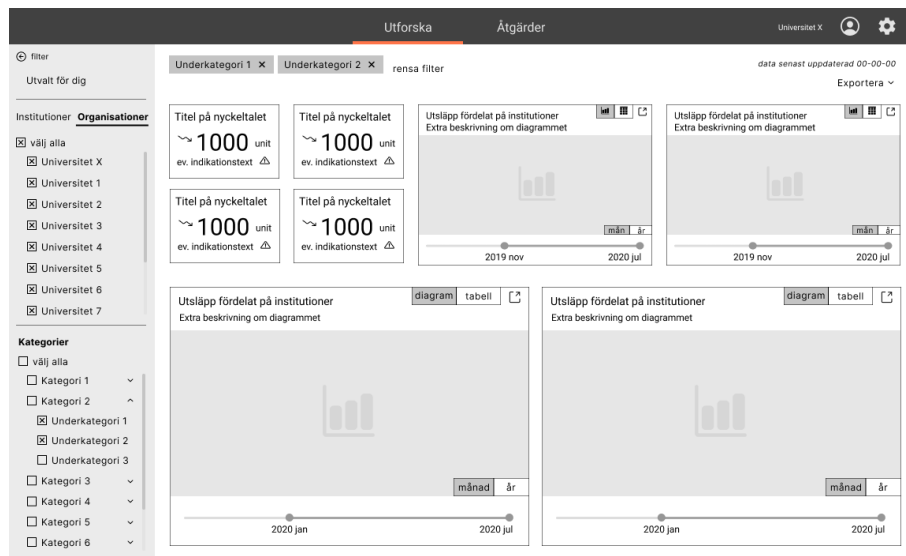 Utforska
Åtgärder
Universitet X
filter
Utvalt för dig
Institutioner Organisationer
välj alla
Universitet X
Universitet 1
Universitet 2
Universitet 3
Universitet 4
Universitet 5
Universitet 6
Universitet 7
Kategorier
välj alla
Kategori 1
Kategori 2
Underkategori 1
Underkategori 2
Underkategori 3
Kategori 3
Kategori 4
Kategori 5
Kategori 6
Underkategori 1 ×
Underkategori 2 ×
rensa filter
data senast uppdaterad 00-00-00
Exportera
Titel på nyckeltalet
1000 unit
ev. indikationstext
Titel på nyckeltalet
1000 unit
ev. indikationstext
Titel på nyckeltalet
1000 unit
ev. indikationstext
Titel på nyckeltalet
1000 unit
ev. indikationstext
Utsläpp fördelat på institutioner
Extra beskrivning om diagrammet
mån år
2019 nov 2020 jul
Utsläpp fördelat på institutioner
Extra beskrivning om diagrammet
mån år
2019 nov 2020 jul
Utsläpp fördelat på institutioner
diagram tabell
Extra beskrivning om diagrammet
månad år
2020 jan 2020 jul
Utsläpp fördelat på institutioner
diagram tabell
Extra beskrivning om diagrammet
månad år
2020 jan 2020 jul